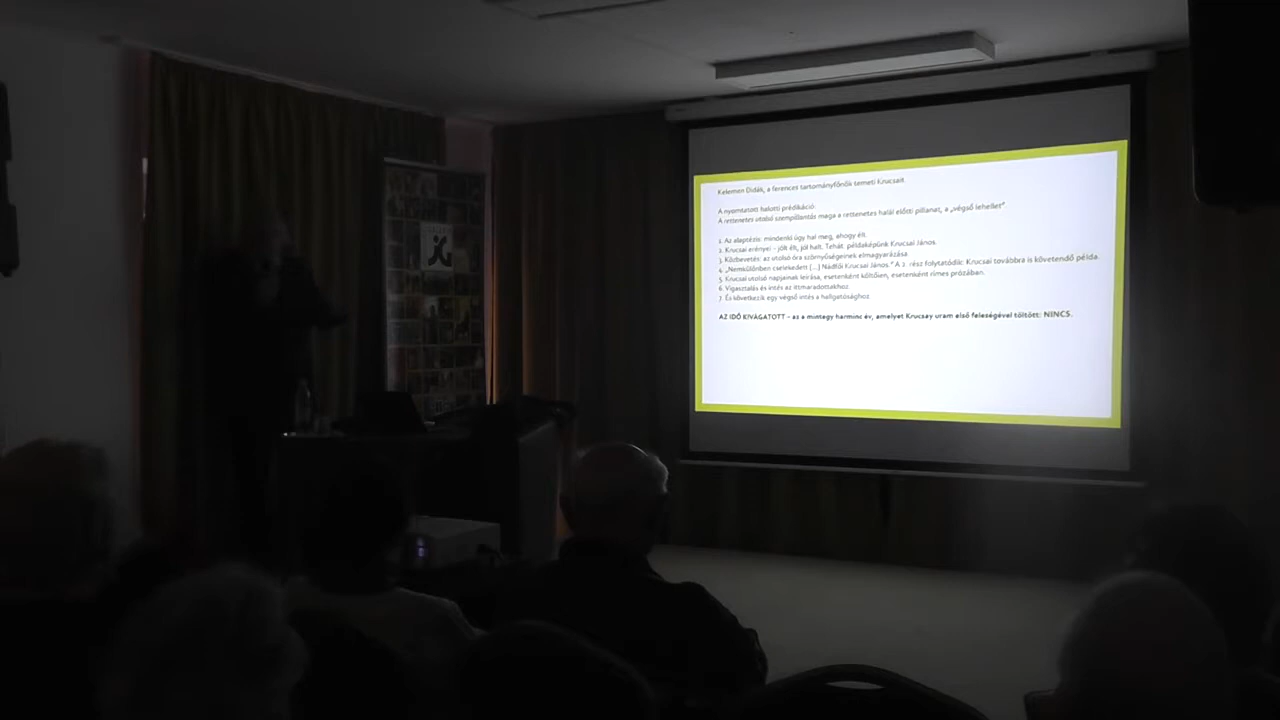 Kelemen Didák, a ferences tartományfőnök temeti Krucsait.
A nyomtatott halotti prédikáció:
A rettenetes utolsó szempillantás maga a rettenetes halál előtti pillanat, a „végső lehellet"
1. Az alaptézis: mindenki úgy hal meg, ahogy élt.
2. Krucsai erényei – jólt élt, jól halt. Tehát példaképünk Krucsai János.
3. Közbevetés: az utolsó óra szörnyűségeinek elmagyarázása.
4. „Nemkülönben cselekedett (...) Nádfői Krucsai János." A 2. rész folytatódik: Krucsai továbbra is követendő példa.
5. Krucsai utolsó napjainak leírása, esetenként költőien, esetenként rímes prózában.
6. Vigasztalás és intés az ittmaradottakhoz.
7. És következik egy végső intés a hallgatósághoz
AZ IDŐ KIVÁGATOTT – az a mintegy harminc év, amelyet Krucsay uram első feleségével töltött: NINCS.